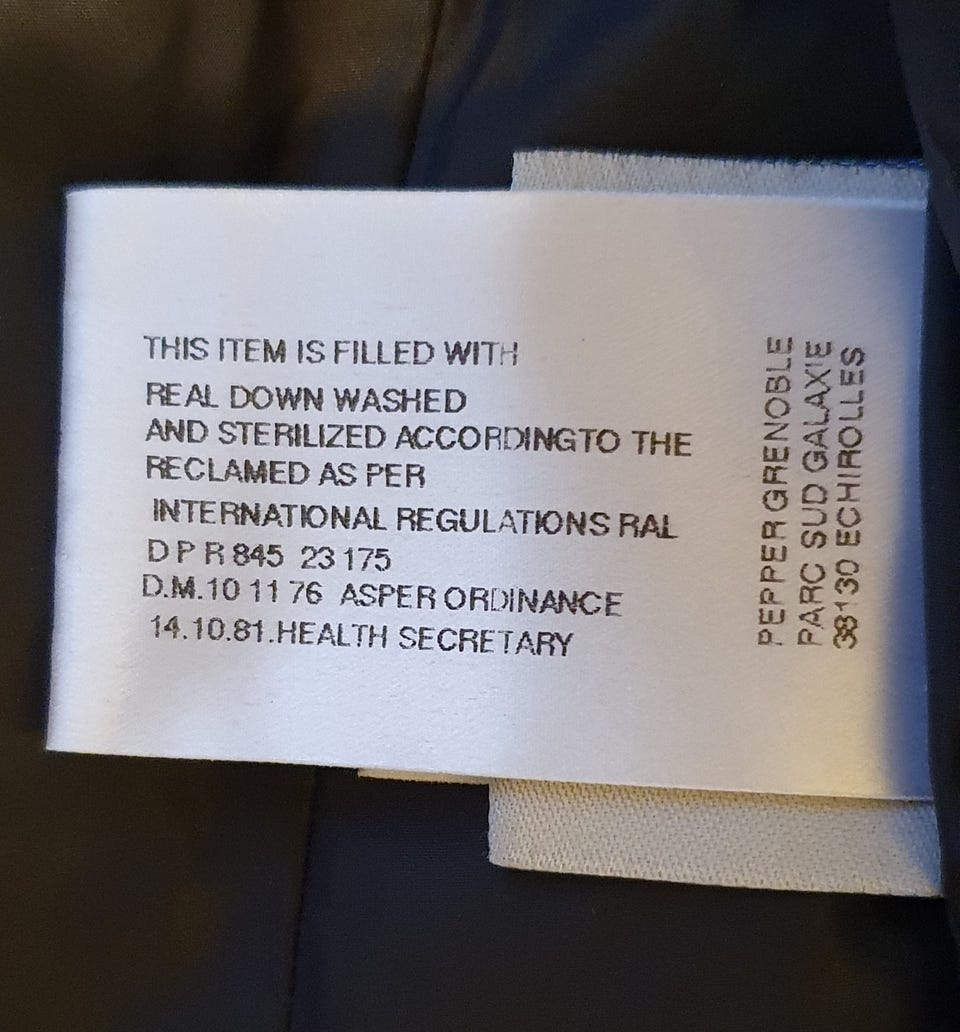 THIS ITEM IS FILLED WITH
REAL DOWN WASHED
AND STERILIZED ACCORDINGTO THE
RECLAMED AS PER
INTERNATIONAL REGULATIONS RAL
D P R 845 23 175
D.M.10 11 76 ASPER ORDINANCE
14.10.81.HEALTH SECRETARY
PEPPER GRENOBLE
PARC SUD GALAXIE
38130 ECHIROLLES